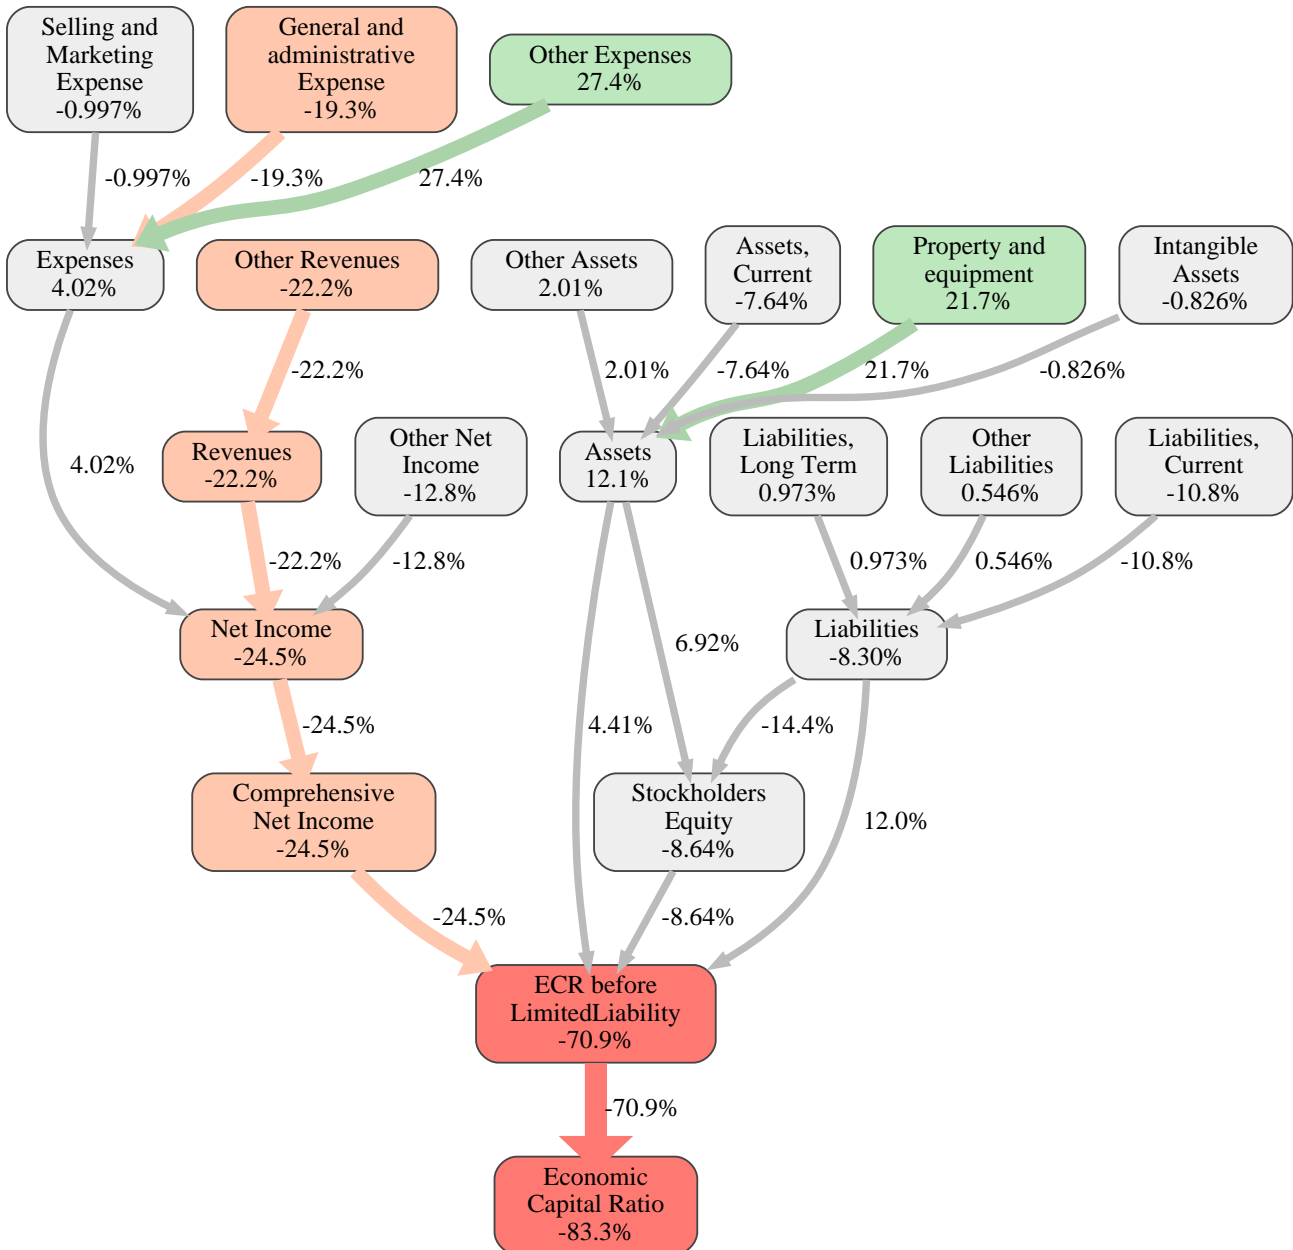 Selling and
Marketing
Expense
-0.997%
General and
administrative
Expense
-19.3%
Other Expenses
27.4%
-0.997%
-19.3%
27.4%
Expenses
4.02%
Other Revenues
-22.2%
Other Assets
2.01%
Assets,
Current
-7.64%
Property and
equipment
21.7%
Intangible
Assets
-0.826%
-22.2%
2.01%
-7.64%
21.7%
-0.826%
4.02%
Revenues
-22.2%
Other Net
Income
-12.8%
Assets
12.1%
Liabilities,
Long Term
0.973%
Other
Liabilities
0.546%
Liabilities,
Current
-10.8%
-22.2%
-12.8%
0.973%
0.546%
-10.8%
Net Income
-24.5%
6.92%
Liabilities
-8.30%
-24.5%
4.41%
-14.4%
Comprehensive
Net Income
-24.5%
Stockholders
Equity
-8.64%
12.0%
-24.5%
-8.64%
ECR before
LimitedLiability
-70.9%
-70.9%
Economic
Capital Ratio
-83.3%